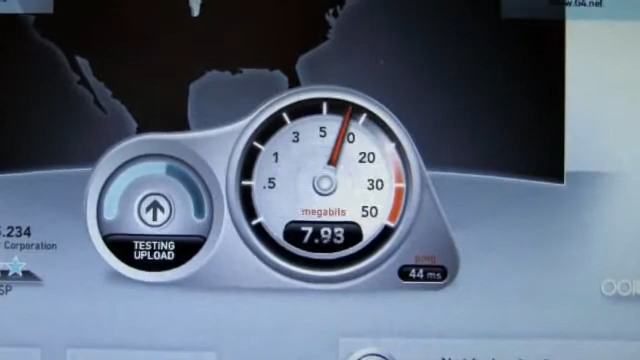 .234
Corporation
SP
TESTING
UPLOAD
.5
1
3
5
0
20
30
50
megabits
7.93
ping
44 ms